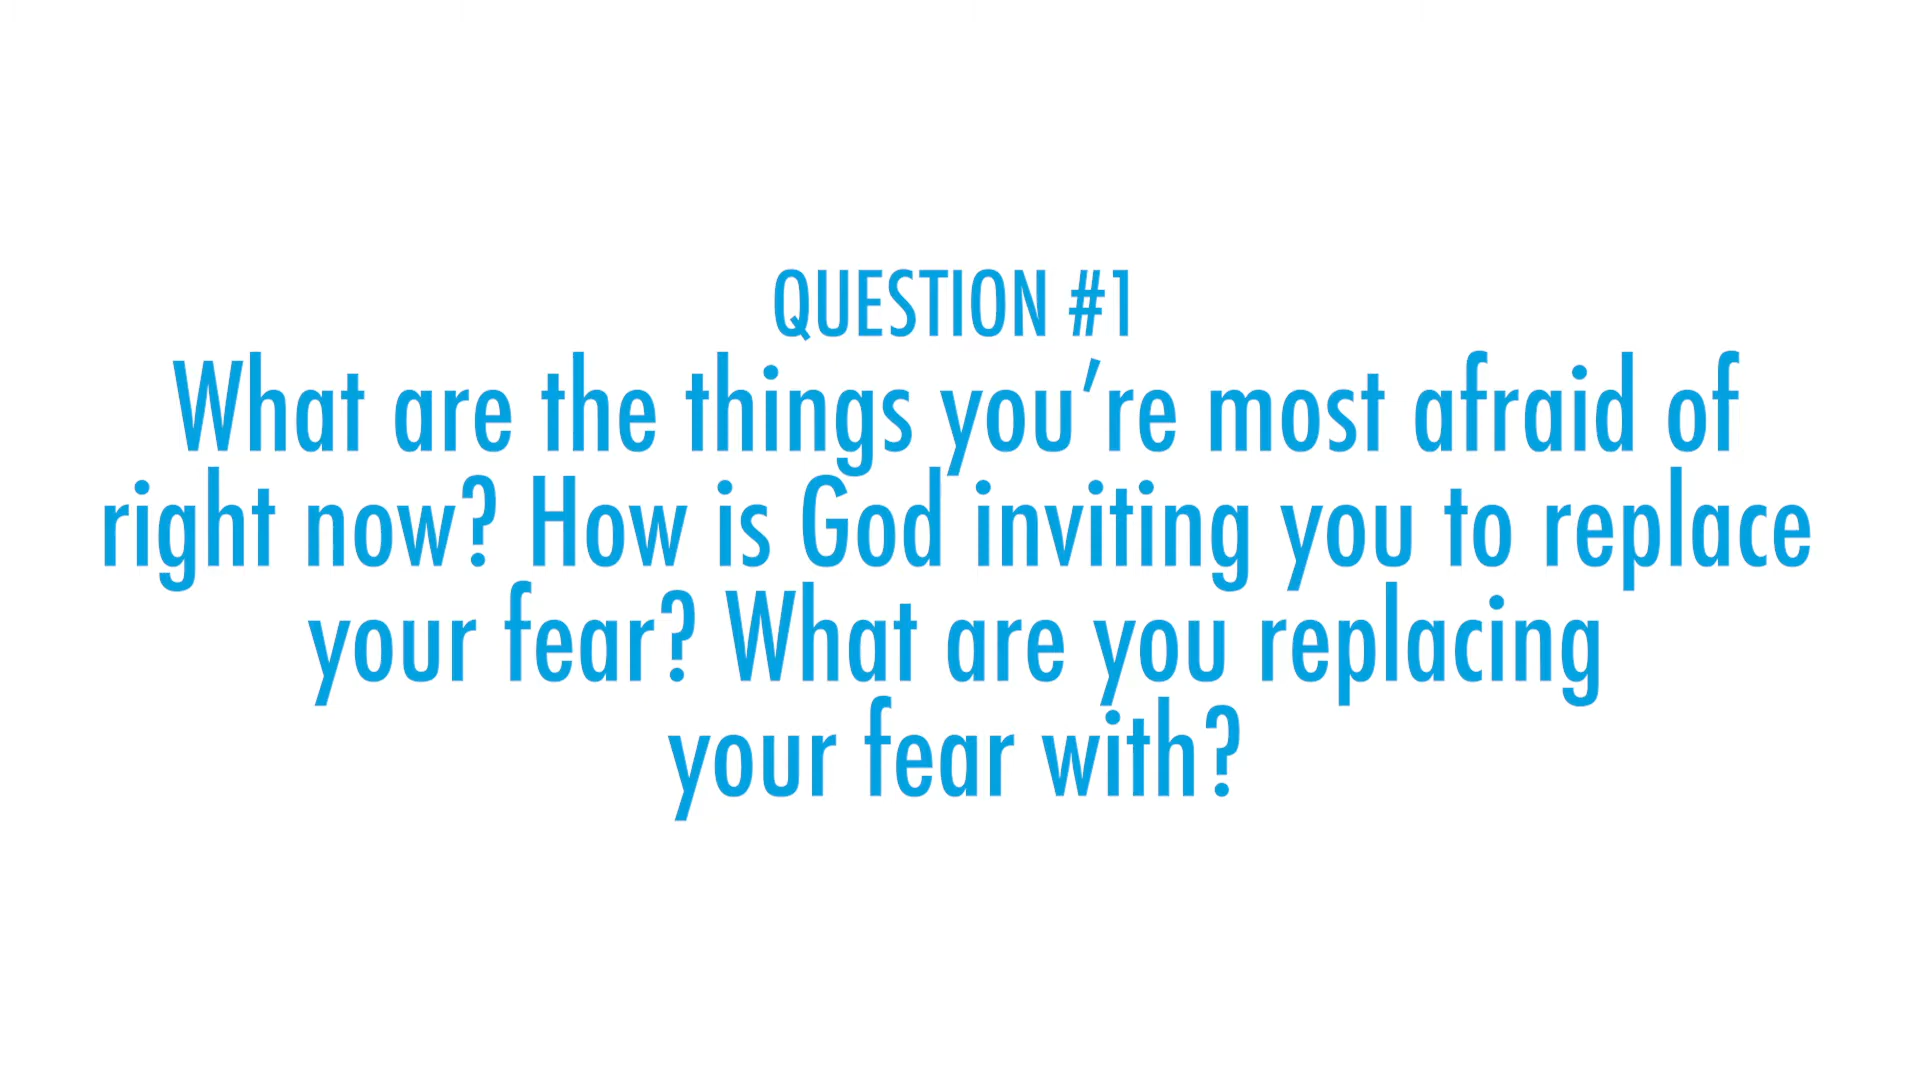 QUESTION #1
What are the things you’re most afraid of
right now? How is God inviting you to replace
your fear? What are you replacing
your fear with?